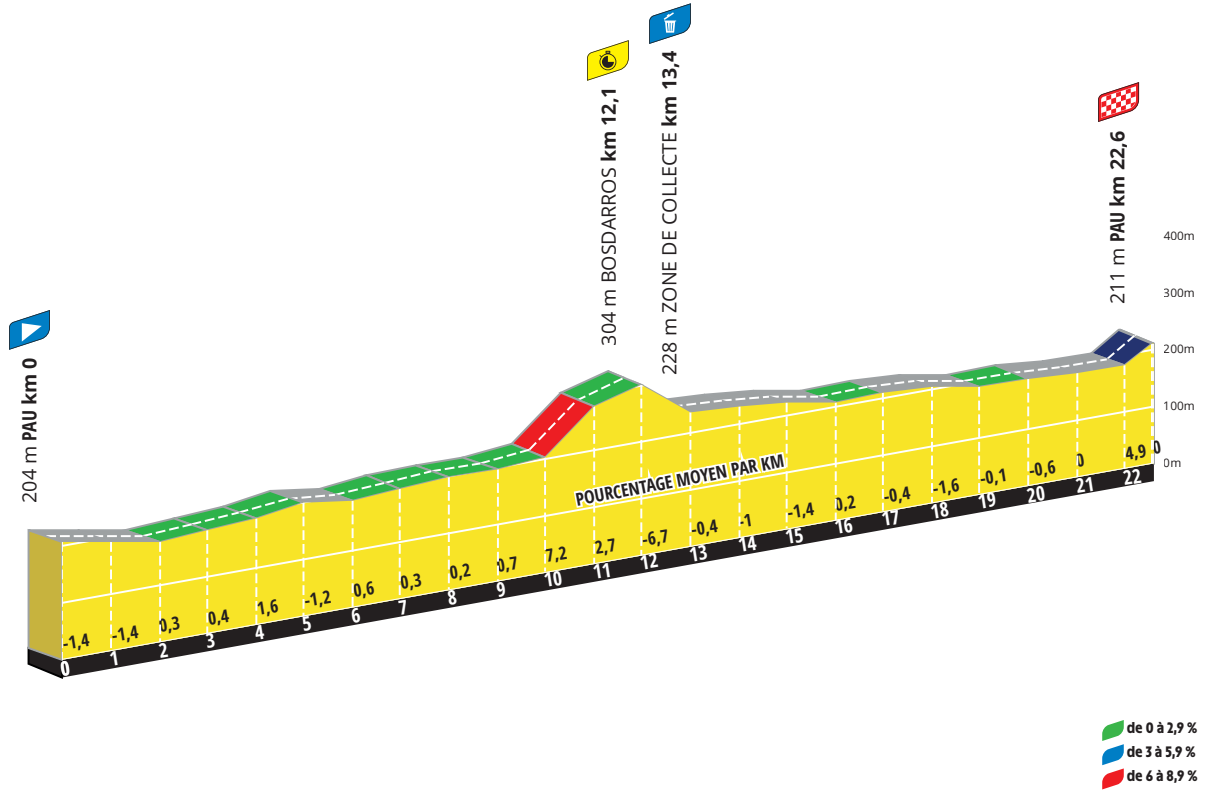 204 m PAU km 0
304 m BOSDARROS km 12,1
228 m ZONE DE COLLECTE km 13,4
211 m PAU km 22,6
400m
300m
200m
100m
0m
POURCENTAGE MOYEN PAR KM
-1,4 -1,4 0,3 0,4 1,6 -1,2 0,6 0,3 0,2 0,7 7,2 2,7 -6,7 -0,4 -1 -1,4 0,2 -0,4 -1,6 -0,1 -0,6 0 4,9 0
0 1 2 3 4 5 6 7 8 9 10 11 12 13 14 15 16 17 18 19 20 21 22
de 0 à 2,9 %
de 3 à 5,9 %
de 6 à 8,9 %